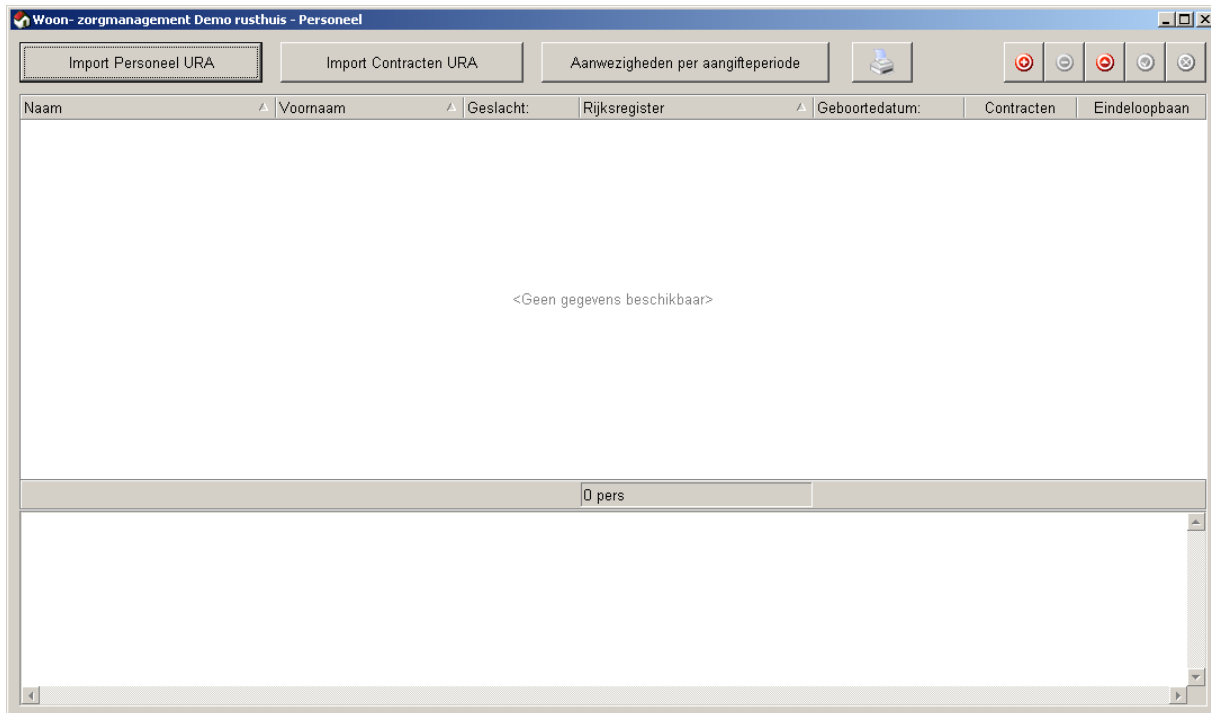 Woon- zorgmanagement Demo rusthuis - Personeel
Import Personeel URA Import Contracten URA Aanwezigheden per aangifteperiode
Naam Voornaam Geslacht: Rijksregister Geboortedatum: Contracten Eindeloopbaan
<Geen gegevens beschikbaar>
0 pers